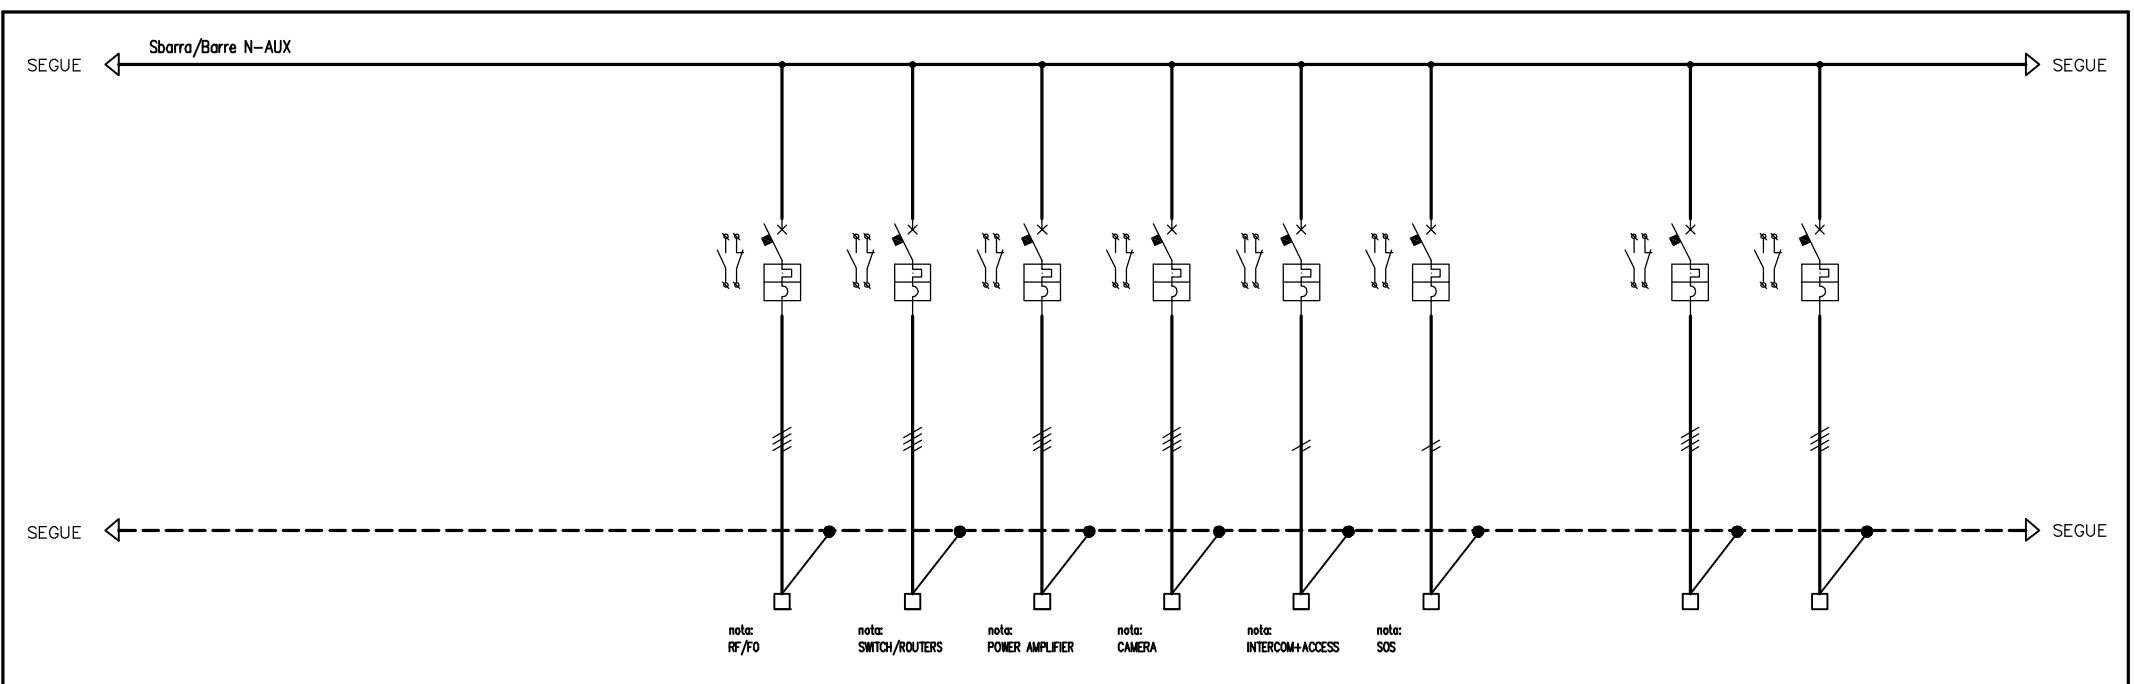 Sbarra/Barre N-AUX
SEGUE
SEGUE
SEGUE
SEGUE
nota:
RF/FO
nota:
SWITCH/ROUTERS
nota:
POWER AMPLIFIER
nota:
CAMERA
nota:
INTERCOM+ACCESS
nota:
SOS